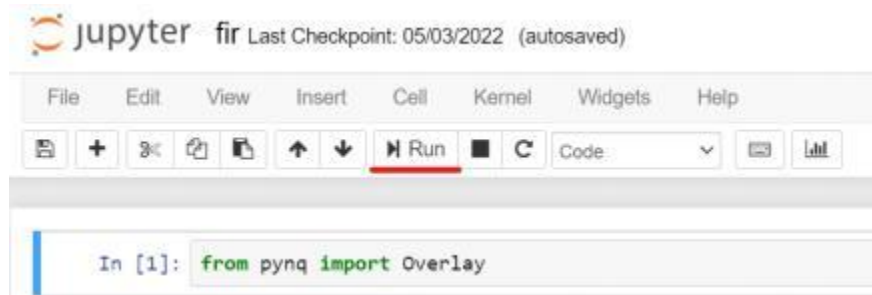 jupyter fir Last Checkpoint: 05/03/2022 (autosaved)
File Edit View Insert Cell Kernel Widgets Help
Run Code
In [1]: from pynq import Overlay